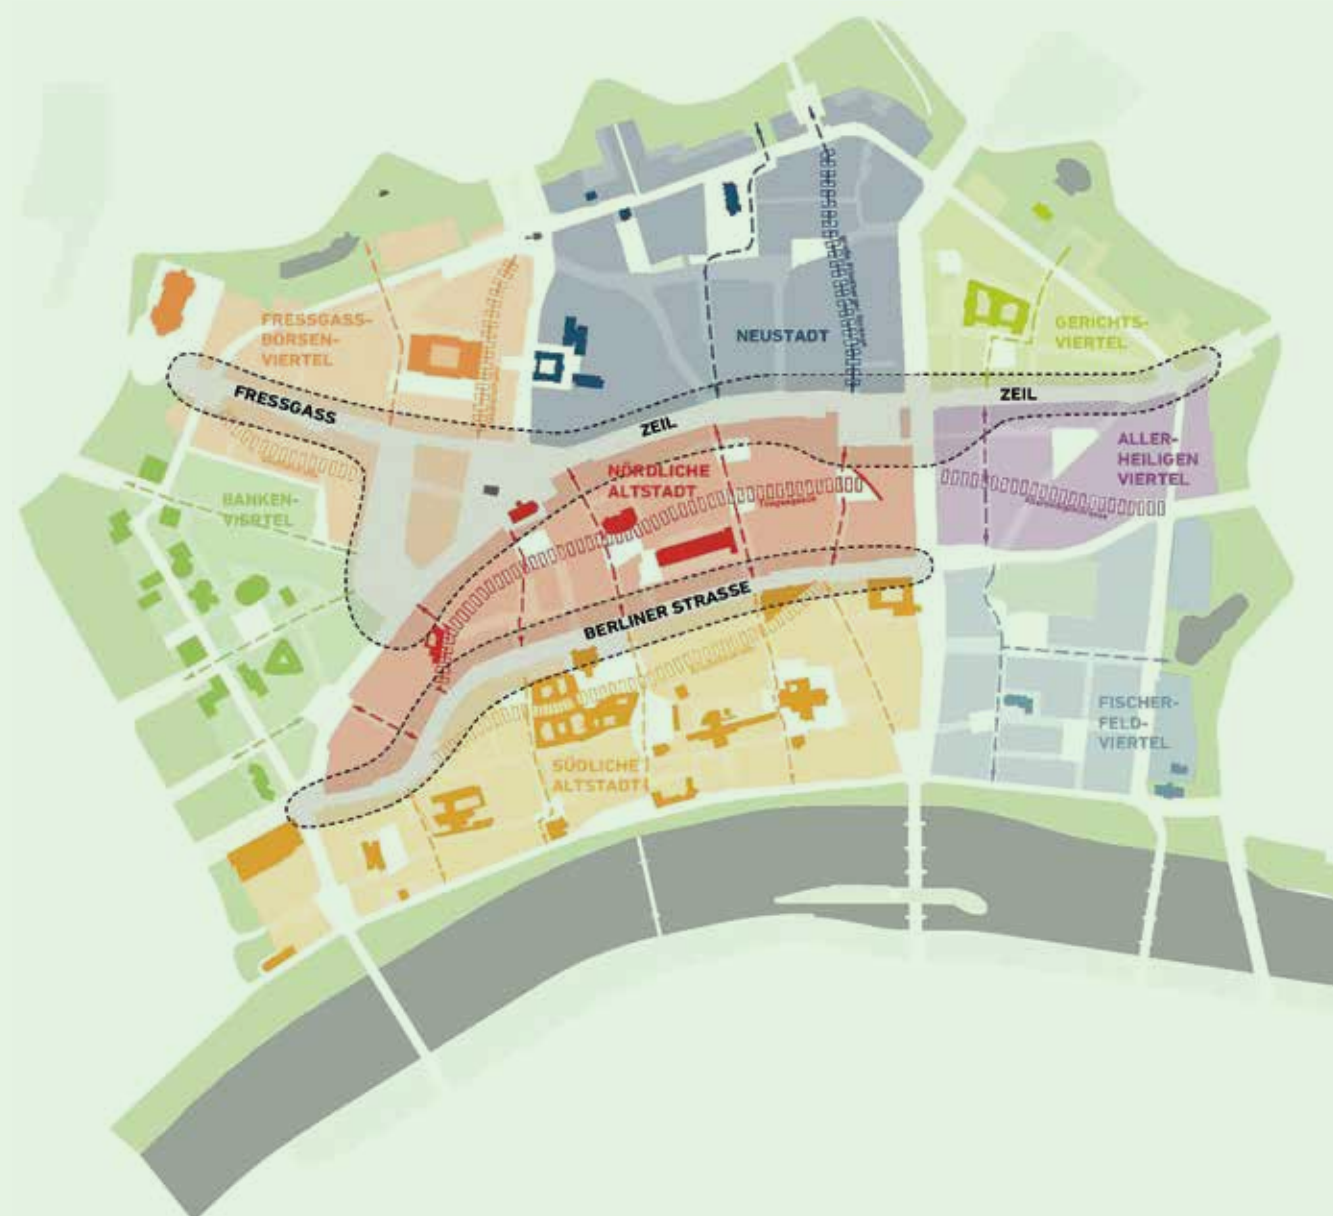 FRESSGASS-
BÖRSEN-
VIERTEL
NEUSTADT
GERICHTS-
VIERTEL
FRESSGASS
ZEIL
ZEIL
ALLER-
HEILIGEN
VIERTEL
NÖRDLICHE
ALTSTADT
BANKEN-
VIERTEL
BERLINER STRASSE
FISCHER-
FELD-
VIERTEL
SÜDLICHE
ALTSTADT